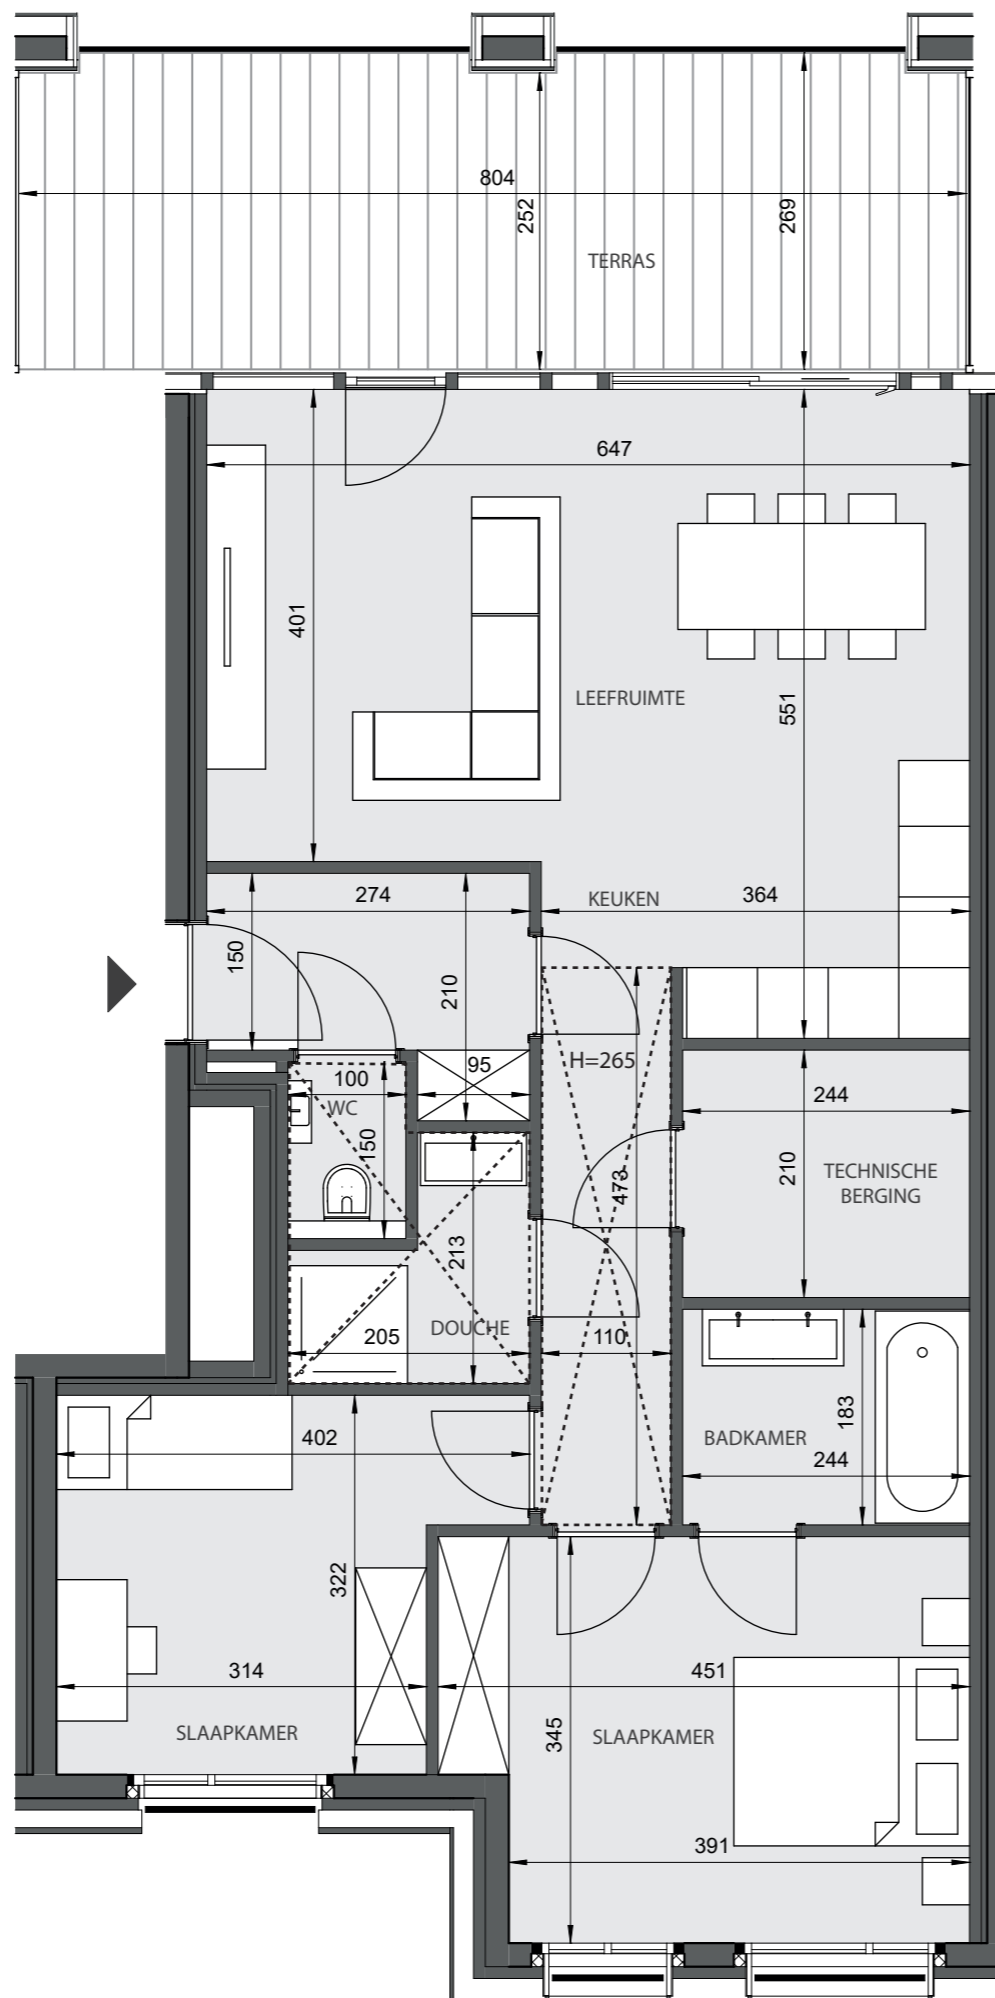 804
252
269
TERRAS
647
401
LEEFRUIMTE
551
274
KEUKEN
364
150
210
H=265
100
95
WC
150
244
473
210
TECHNISCHE
BERGING
213
DOUCHE
205
110
183
402
BADKAMER
244
322
314
451
SLAAPKAMER
345
SLAAPKAMER
391